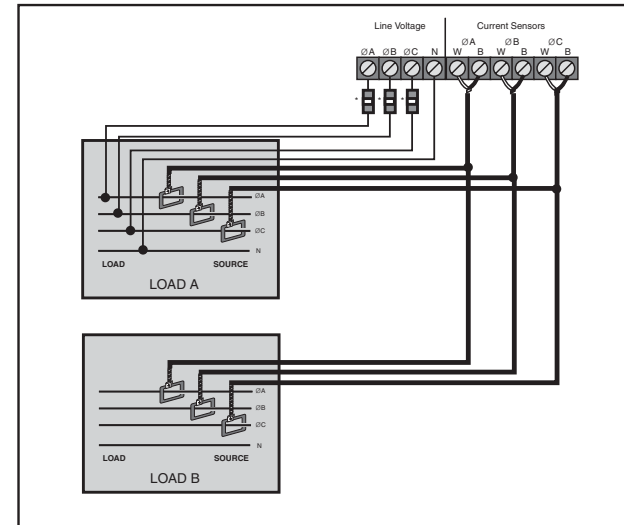 Line Voltage Current Sensors
ØA ØB ØC
ØA ØB ØC N W B W B W B
* * *
ØA
ØB
ØC
N
LOAD SOURCE
LOAD A
ØA
ØB
ØC
N
LOAD SOURCE
LOAD B